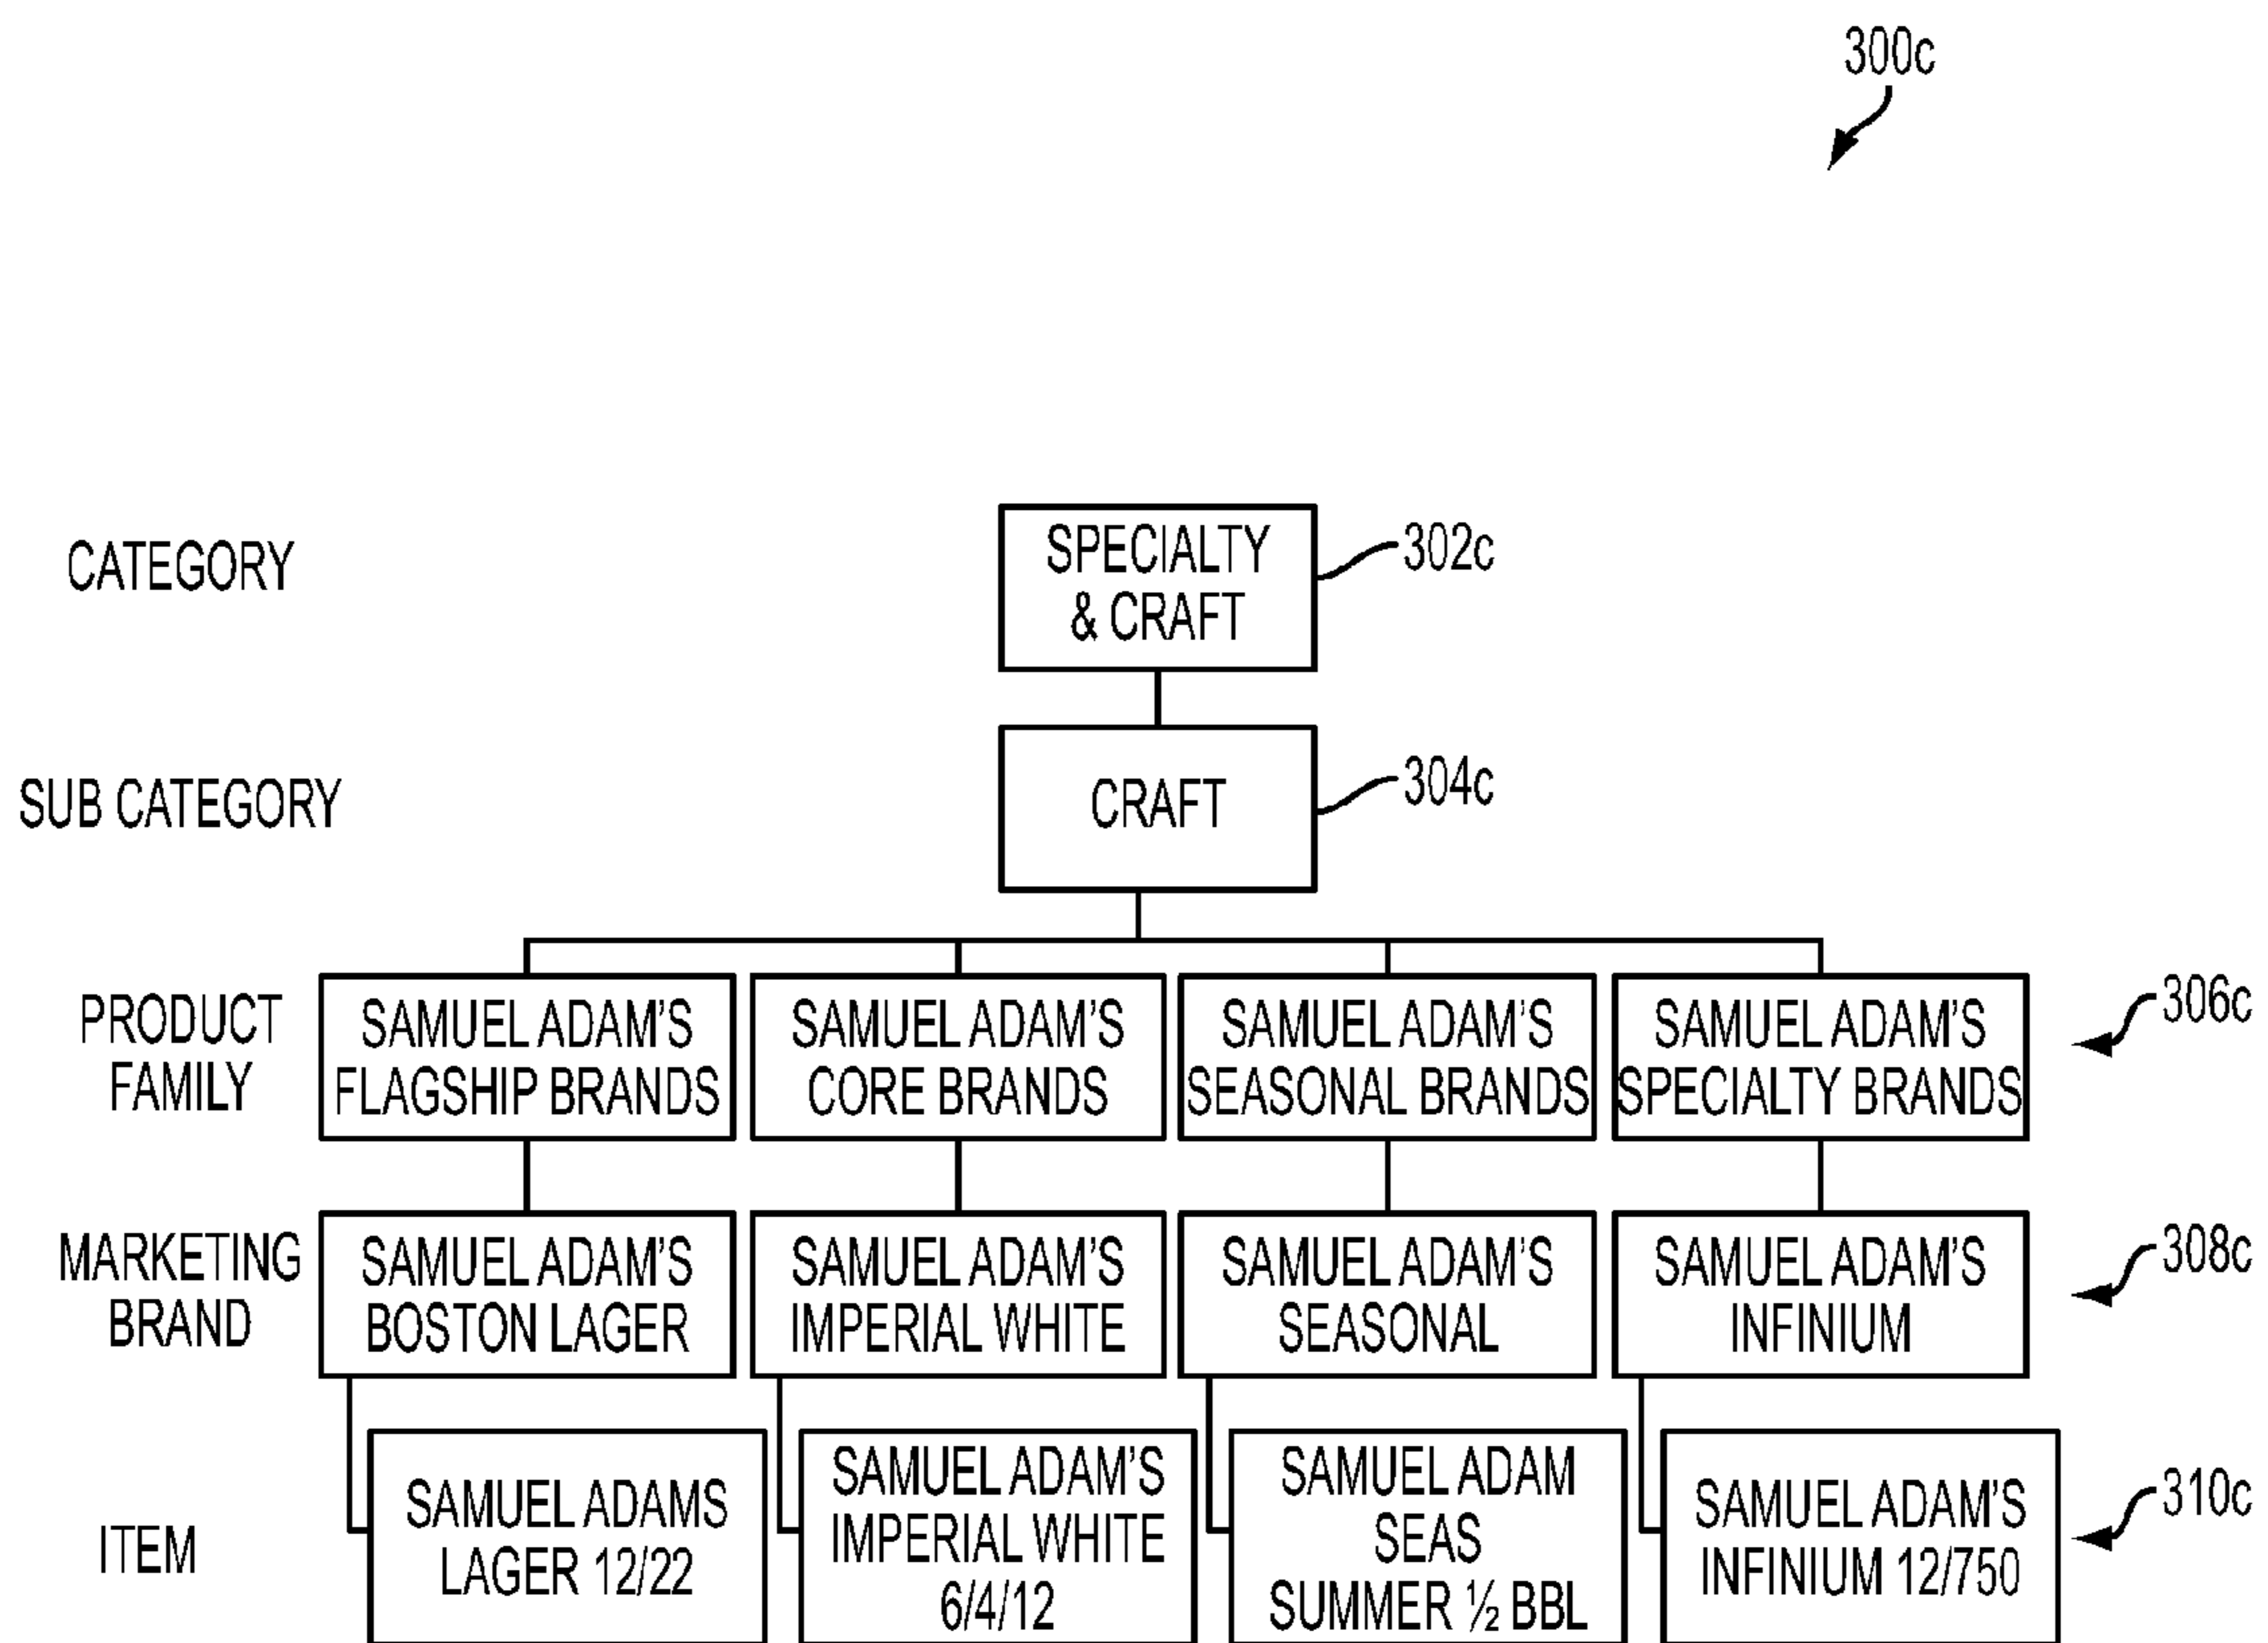 300c
CATEGORY
SPECIALTY
& CRAFT
302c
SUB CATEGORY
CRAFT
304c
PRODUCT
FAMILY
SAMUEL ADAM'S
FLAGSHIP BRANDS
SAMUEL ADAM'S
CORE BRANDS
SAMUEL ADAM'S
SEASONAL BRANDS
SAMUEL ADAM'S
SPECIALTY BRANDS
306c
MARKETING
BRAND
SAMUEL ADAM'S
BOSTON LAGER
SAMUEL ADAM'S
IMPERIAL WHITE
SAMUEL ADAM'S
SEASONAL
SAMUEL ADAM'S
INFINIUM
308c
ITEM
SAMUEL ADAMS
LAGER 12/22
SAMUEL ADAM'S
IMPERIAL WHITE
6/4/12
SAMUEL ADAM
SEAS
SUMMER ½ BBL
SAMUEL ADAM'S
INFINIUM 12/750
310c